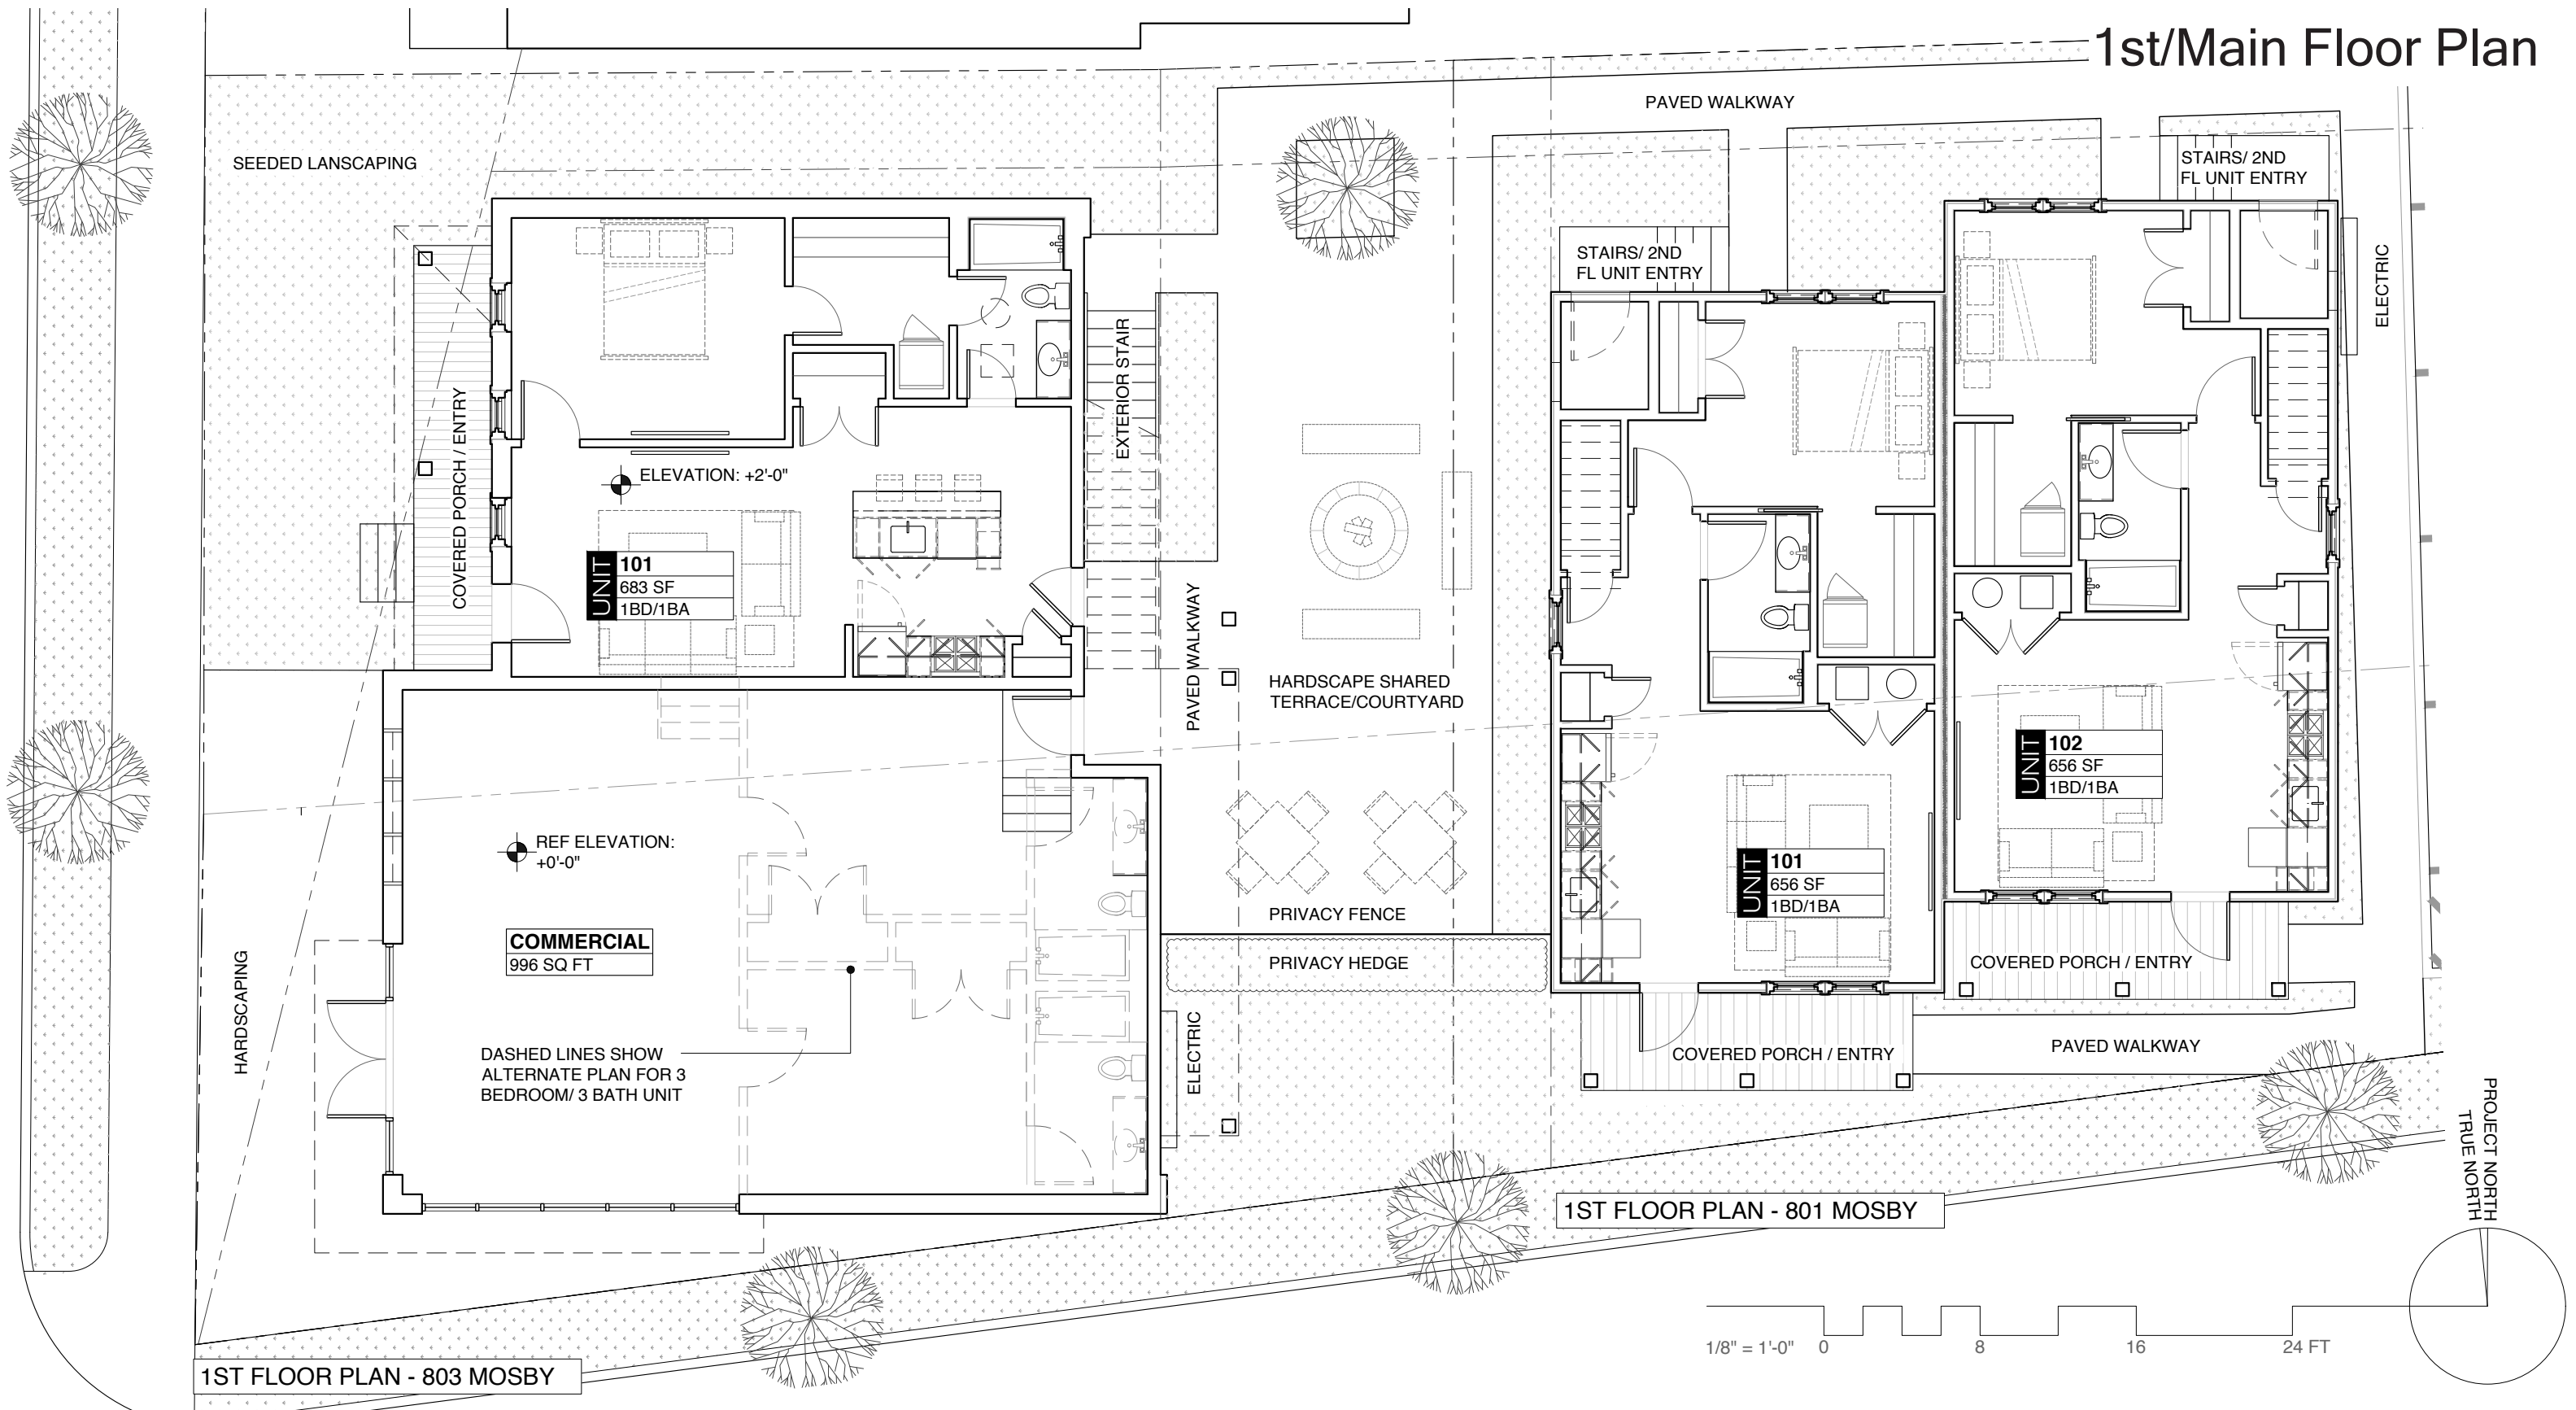 1st/Main Floor Plan
PAVED WALKWAY
SEEDED LANSCAPING
STAIRS/ 2ND
FL UNIT ENTRY
STAIRS/ 2ND
FL UNIT ENTRY
ELECTRIC
COVERED PORCH / ENTRY
EXTERIOR STAIR
ELEVATION: +2'-0"
UNIT
101
683 SF
1BD/1BA
PAVED WALKWAY
HARDSCAPE SHARED
TERRACE/COURTYARD
UNIT
102
656 SF
1BD/1BA
REF ELEVATION:
+0'-0"
UNIT
101
656 SF
1BD/1BA
COMMERCIAL
996 SQ FT
PRIVACY FENCE
PRIVACY HEDGE
COVERED PORCH / ENTRY
HARDSCAPING
ELECTRIC
DASHED LINES SHOW
ALTERNATE PLAN FOR 3
BEDROOM/ 3 BATH UNIT
COVERED PORCH / ENTRY
PAVED WALKWAY
PROJECT NORTH
TRUE NORTH
1ST FLOOR PLAN - 801 MOSBY
1/8" = 1'-0"
0
8
16
24 FT
1ST FLOOR PLAN - 803 MOSBY